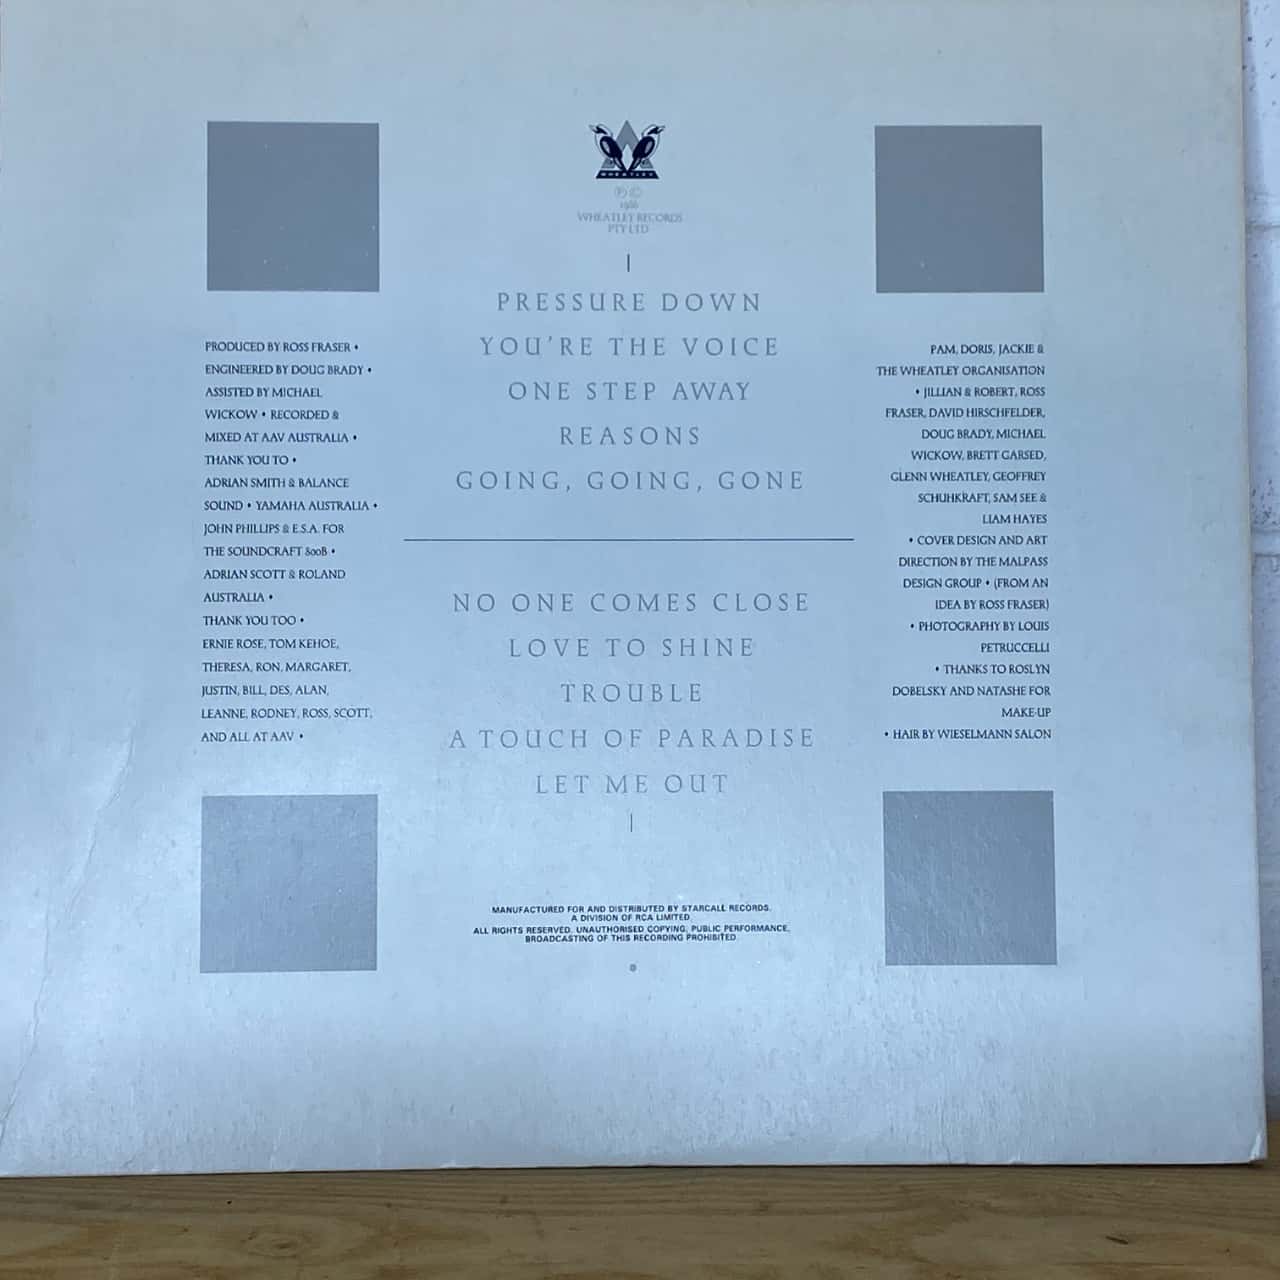 WHEATLEY
Ⓟ ©
1986
WHEATLEY RECORDS
PTY LTD
PRESSURE DOWN
YOU'RE THE VOICE
ONE STEP AWAY
REASONS
GOING, GOING, GONE
NO ONE COMES CLOSE
LOVE TO SHINE
TROUBLE
A TOUCH OF PARADISE
LET ME OUT
PRODUCED BY ROSS FRASER •
ENGINEERED BY DOUG BRADY •
ASSISTED BY MICHAEL
WICKOW • RECORDED &
MIXED AT AAV AUSTRALIA •
THANK YOU TO •
ADRIAN SMITH & BALANCE
SOUND • YAMAHA AUSTRALIA •
JOHN PHILLIPS & E.S.A. FOR
THE SOUNDCRAFT 800B •
ADRIAN SCOTT & ROLAND
AUSTRALIA •
THANK YOU TOO •
ERNIE ROSE, TOM KEHOE,
THERESA, RON, MARGARET,
JUSTIN, BILL, DES, ALAN,
LEANNE, RODNEY, ROSS, SCOTT,
AND ALL AT AAV •
PAM, DORIS, JACKIE &
THE WHEATLEY ORGANISATION
• JILLIAN & ROBERT, ROSS
FRASER, DAVID HIRSCHFELDER,
DOUG BRADY, MICHAEL
WICKOW, BRETT GARSED,
GLENN WHEATLEY, GEOFFREY
SCHUHKRAFT, SAM SEE &
LIAM HAYES
• COVER DESIGN AND ART
DIRECTION BY THE MALPASS
DESIGN GROUP • (FROM AN
IDEA BY ROSS FRASER)
• PHOTOGRAPHY BY LOUIS
PETRUCCELLI
• THANKS TO ROSLYN
DOBELSKY AND NATASHE FOR
MAKE-UP
• HAIR BY WIESELMANN SALON
MANUFACTURED FOR AND DISTRIBUTED BY STARCALL RECORDS.
A DIVISION OF RCA LIMITED.
ALL RIGHTS RESERVED. UNAUTHORISED COPYING, PUBLIC PERFORMANCE,
BROADCASTING OF THIS RECORDING PROHIBITED.